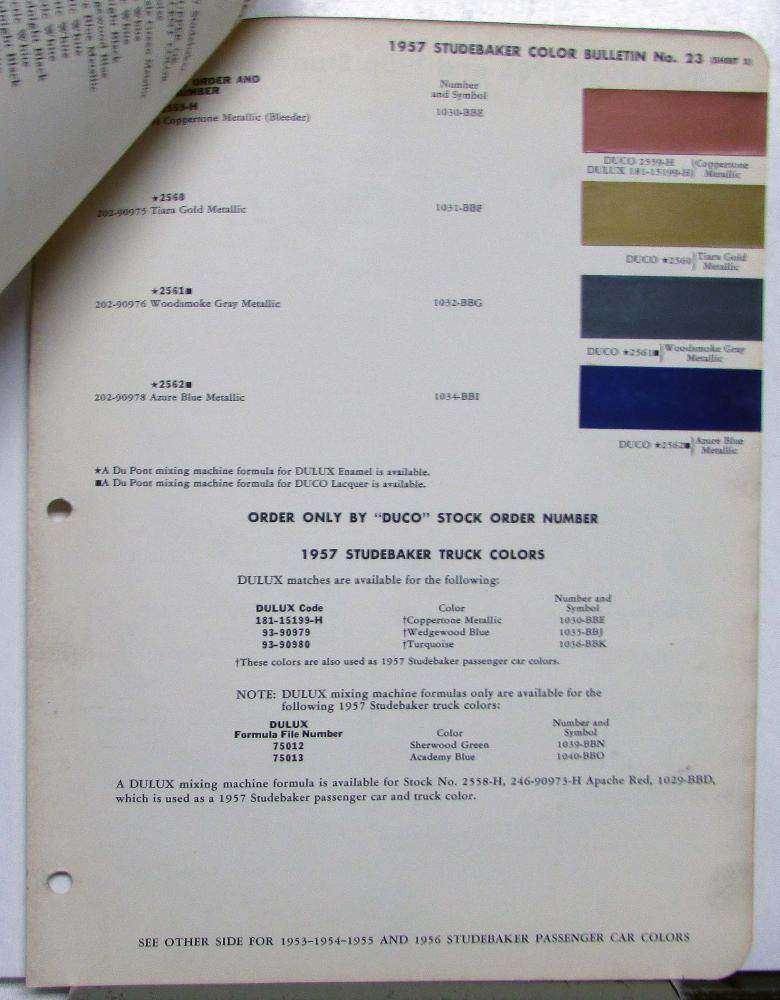 1957 STUDEBAKER COLOR BULLETIN No. 23 (SHEET 2)
ORDER AND
NUMBER
Number
and Symbol
Coppertone Metallic (Bleeder)
1030-BBE
DUCO 2559-H
DULUX 181-15199-H
Coppertone
Metallic
★2560
202-90975 Tiara Gold Metallic
1031-BBF
DUCO ★2560
Tiara Gold
Metallic
★2561■
202-90976 Woodsmoke Gray Metallic
1032-BBG
DUCO ★2561■
Woodsmoke Gray
Metallic
★2562■
202-90978 Azure Blue Metallic
1034-BBI
DUCO ★2562■
Azure Blue
Metallic
★A Du Pont mixing machine formula for DULUX Enamel is available.
■A Du Pont mixing machine formula for DUCO Lacquer is available.
ORDER ONLY BY “DUCO” STOCK ORDER NUMBER
1957 STUDEBAKER TRUCK COLORS
DULUX matches are available for the following:
DULUX Code Color Number and Symbol
181-15199-H †Coppertone Metallic 1030-BBE
93-90979 †Wedgewood Blue 1035-BBJ
93-90980 †Turquoise 1036-BBK
†These colors are also used as 1957 Studebaker passenger car colors.
NOTE: DULUX mixing machine formulas only are available for the
following 1957 Studebaker truck colors:
DULUX Number and
Formula File Number Color Symbol
75012 Sherwood Green 1039-BBN
75013 Academy Blue 1040-BBO
A DULUX mixing machine formula is available for Stock No. 2558-H, 246-90973-H Apache Red, 1029-BBD,
which is used as a 1957 Studebaker passenger car and truck color.
SEE OTHER SIDE FOR 1953-1954-1955 AND 1956 STUDEBAKER PASSENGER CAR COLORS